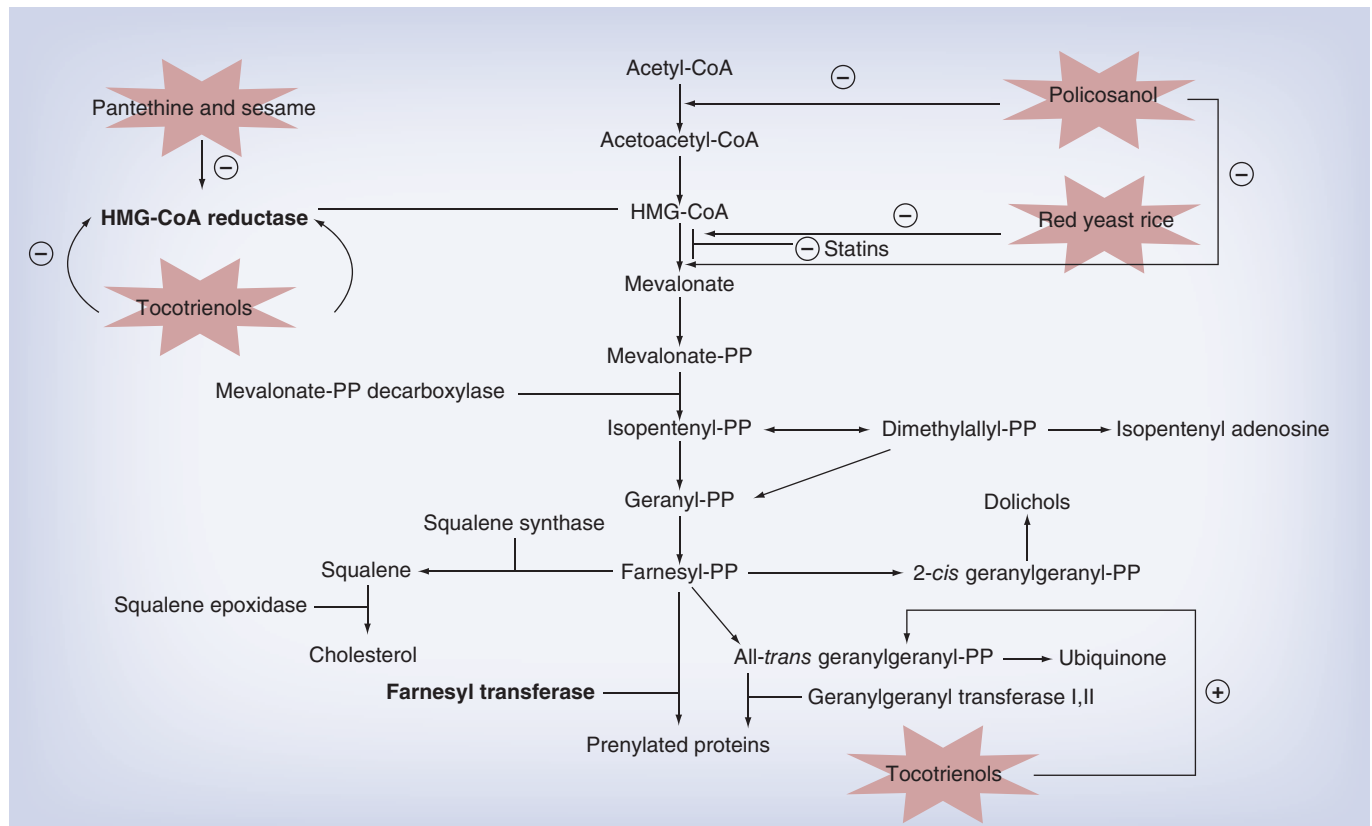 Acetyl-CoA
−
Policosanol
Pantethine and sesame
Acetoacetyl-CoA
−
−
HMG-CoA reductase
HMG-CoA
−
Red yeast rice
− Statins
−
Mevalonate
Tocotrienols
Mevalonate-PP
Mevalonate-PP decarboxylase
Isopentenyl-PP
Dimethylallyl-PP
Isopentenyl adenosine
Geranyl-PP
Dolichols
Squalene synthase
Squalene
Farnesyl-PP
2-cis geranylgeranyl-PP
Squalene epoxidase
Cholesterol
All-trans geranylgeranyl-PP
Ubiquinone
Farnesyl transferase
Geranylgeranyl transferase I,II
+
Prenylated proteins
Tocotrienols